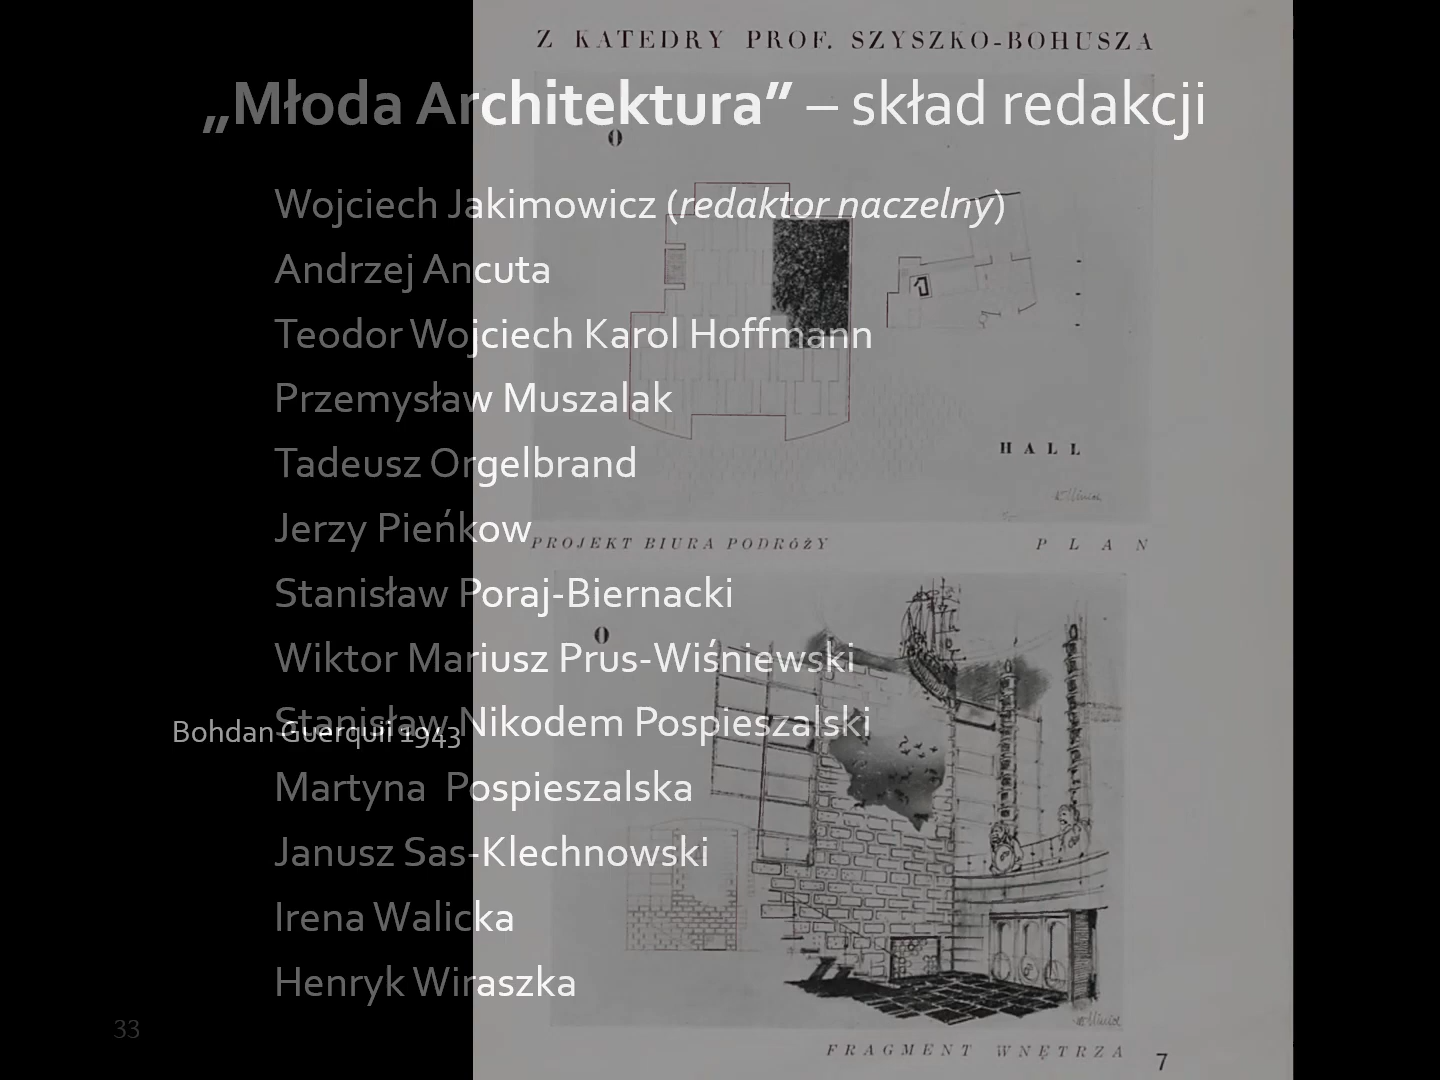 Z KATEDRY PROF. SZYSZKO-BOHUSZA
„Młoda Architektura” – skład redakcji
O
Wojciech Jakimowicz (redaktor naczelny)
Andrzej Ancuta
Teodor Wojciech Karol Hoffmann
Przemysław Muszalak
HALL
Tadeusz Orgelbrand
Jerzy Pieńkow
PROJEKT BIURA PODRÓŻY PLAN
Stanisław Poraj-Biernacki
O
Wiktor Mariusz Prus-Wiśniewski
Stanisław Nikodem Pospieszalski
Bohdan Guerquii 1943
Martyna Pospieszalska
Janusz Sas-Klechnowski
Irena Walicka
Henryk Wiraszka
33
FRAGMENT WNĘTRZA
7